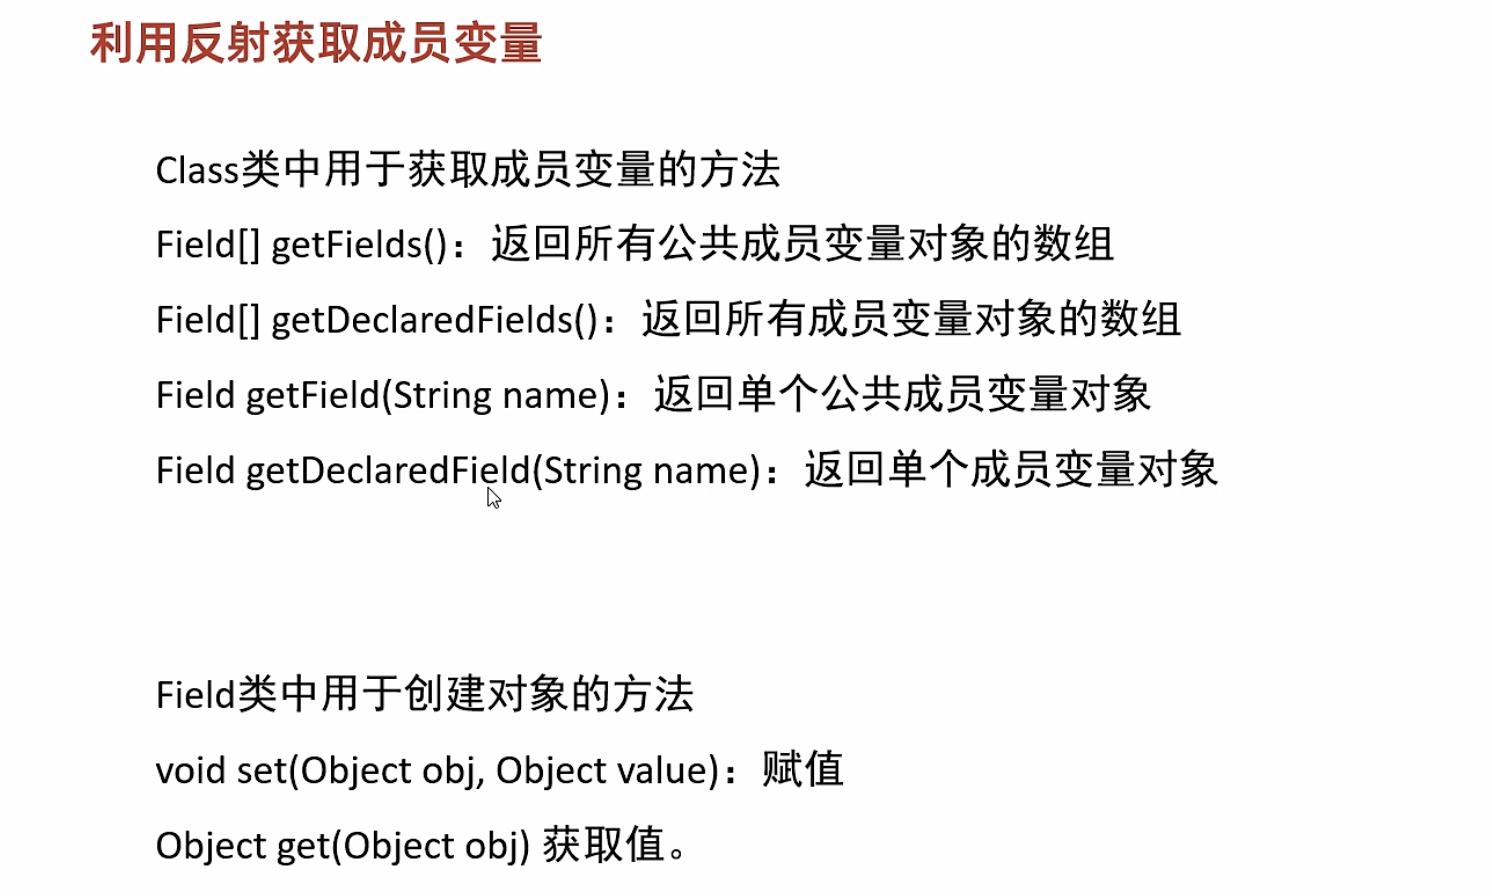 利用反射获取成员变量
Class类中用于获取成员变量的方法
Field[] getFields()：返回所有公共成员变量对象的数组
Field[] getDeclaredFields()：返回所有成员变量对象的数组
Field getField(String name)：返回单个公共成员变量对象
Field getDeclaredField(String name)：返回单个成员变量对象
Field类中用于创建对象的方法
void set(Object obj, Object value)：赋值
Object get(Object obj) 获取值。